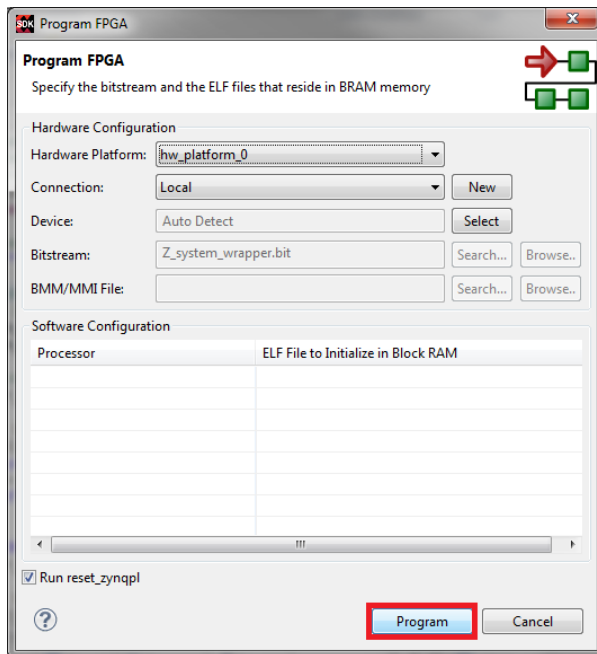 SDK Program FPGA
Program FPGA
Specify the bitstream and the ELF files that reside in BRAM memory
Hardware Configuration
Hardware Platform: hw_platform_0
Connection: Local New
Device: Auto Detect Select
Bitstream: Z_system_wrapper.bit Search... Browse..
BMM/MMI File: Search... Browse..
Software Configuration
Processor ELF File to Initialize in Block RAM
Run reset_zynqpl
? Program Cancel